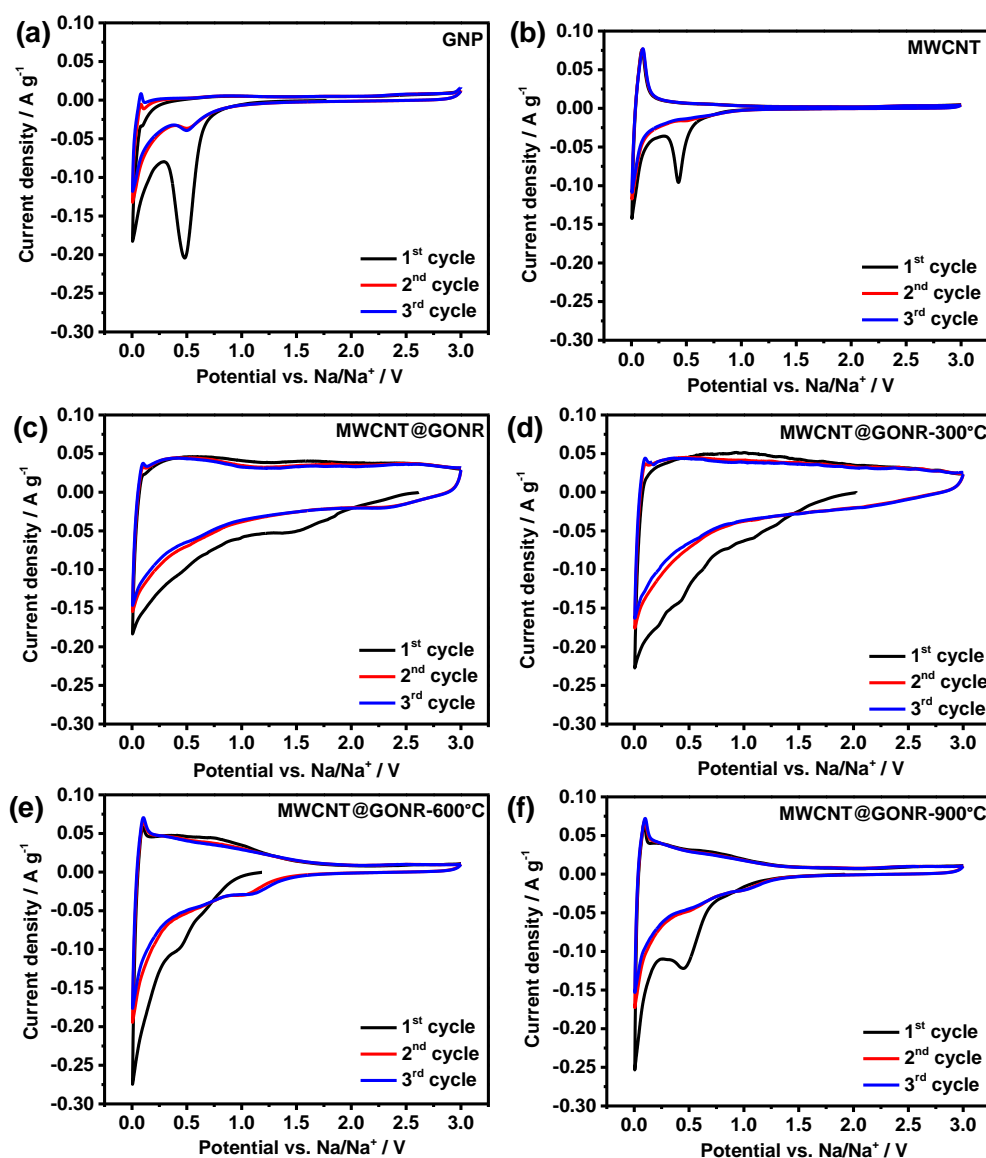 (a)
GNP
0.10
0.05
0.00
-0.05
-0.10
-0.15
-0.20
-0.25
-0.30
Current density / A g⁻¹
1st cycle
2nd cycle
3rd cycle
0.0 0.5 1.0 1.5 2.0 2.5 3.0
Potential vs. Na/Na⁺ / V
(b)
MWCNT
0.10
0.05
0.00
-0.05
-0.10
-0.15
-0.20
-0.25
-0.30
Current density / A g⁻¹
1st cycle
2nd cycle
3rd cycle
0.0 0.5 1.0 1.5 2.0 2.5 3.0
Potential vs. Na/Na⁺ / V
(c)
MWCNT@GONR
0.10
0.05
0.00
-0.05
-0.10
-0.15
-0.20
-0.25
-0.30
Current density / A g⁻¹
1st cycle
2nd cycle
3rd cycle
0.0 0.5 1.0 1.5 2.0 2.5 3.0
Potential vs. Na/Na⁺ / V
(d)
MWCNT@GONR-300°C
0.10
0.05
0.00
-0.05
-0.10
-0.15
-0.20
-0.25
-0.30
Current density / A g⁻¹
1st cycle
2nd cycle
3rd cycle
0.0 0.5 1.0 1.5 2.0 2.5 3.0
Potential vs. Na/Na⁺ / V
(e)
MWCNT@GONR-600°C
0.10
0.05
0.00
-0.05
-0.10
-0.15
-0.20
-0.25
-0.30
Current density / A g⁻¹
1st cycle
2nd cycle
3rd cycle
0.0 0.5 1.0 1.5 2.0 2.5 3.0
Potential vs. Na/Na⁺ / V
(f)
MWCNT@GONR-900°C
0.10
0.05
0.00
-0.05
-0.10
-0.15
-0.20
-0.25
-0.30
Current density / A g⁻¹
1st cycle
2nd cycle
3rd cycle
0.0 0.5 1.0 1.5 2.0 2.5 3.0
Potential vs. Na/Na⁺ / V